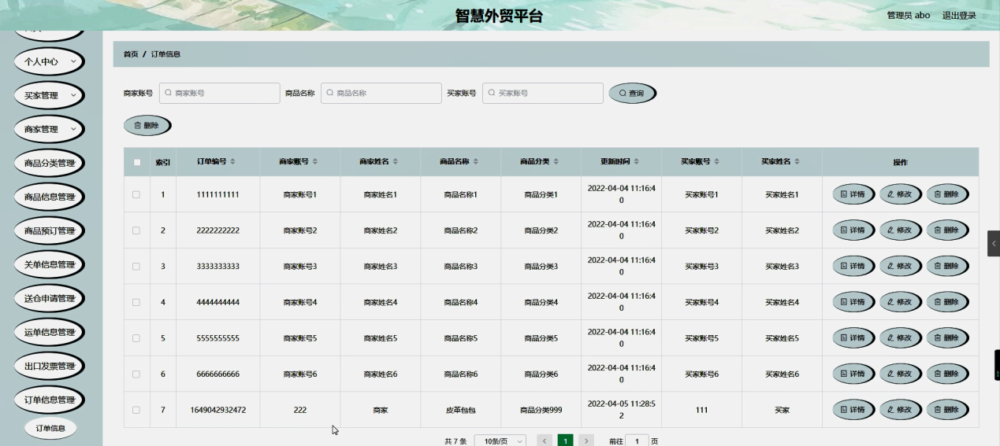 智慧外贸平台
管理员 abo 退出登录
个人中心
买家管理
商家管理
商品分类管理
商品信息管理
商品预订管理
关单信息管理
送仓申请管理
运单信息管理
出口发票管理
订单信息管理
订单信息
首页 / 订单信息
商家账号 商家账号 商品名称 商品名称 买家账号 买家账号 查询
删除
索引 订单编号 商家账号 商家姓名 商品名称 商品分类 更新时间 买家账号 买家姓名 操作
1 1111111111 商家账号1 商家姓名1 商品名称1 商品分类1 2022-04-04 11:16:4 买家账号1 买家姓名1 详情 修改 删除
0
2 2222222222 商家账号2 商家姓名2 商品名称2 商品分类2 2022-04-04 11:16:4 买家账号2 买家姓名2 详情 修改 删除
0
3 3333333333 商家账号3 商家姓名3 商品名称3 商品分类3 2022-04-04 11:16:4 买家账号3 买家姓名3 详情 修改 删除
0
4 4444444444 商家账号4 商家姓名4 商品名称4 商品分类4 2022-04-04 11:16:4 买家账号4 买家姓名4 详情 修改 删除
0
5 5555555555 商家账号5 商家姓名5 商品名称5 商品分类5 2022-04-04 11:16:4 买家账号5 买家姓名5 详情 修改 删除
0
6 6666666666 商家账号6 商家姓名6 商品名称6 商品分类6 2022-04-04 11:16:4 买家账号6 买家姓名6 详情 修改 删除
0
7 1649042932472 222 商家 皮革包包 商品分类999 2022-04-05 11:28:5 111 买家 详情 修改 删除
2
共 7 条 10条/页 1 前往 1 页